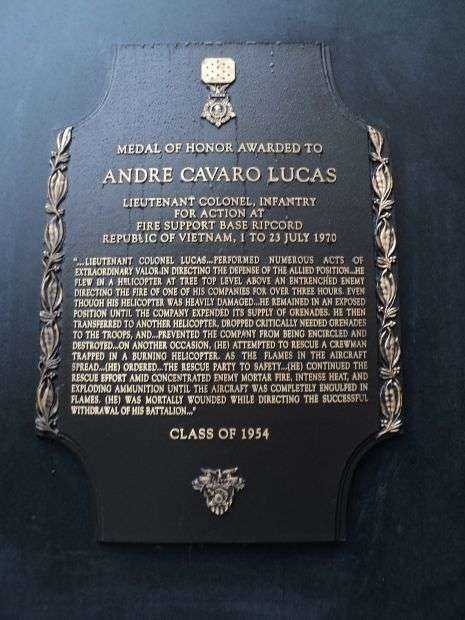 MEDAL OF HONOR AWARDED TO
ANDRE CAVARO LUCAS
LIEUTENANT COLONEL, INFANTRY
FOR ACTION AT
FIRE SUPPORT BASE RIPCORD
REPUBLIC OF VIETNAM, 1 TO 23 JULY 1970
"...LIEUTENANT COLONEL LUCAS...PERFORMED NUMEROUS ACTS OF
EXTRAORDINARY VALOR IN DIRECTING THE DEFENSE OF THE ALLIED POSITION...HE
FLEW IN A HELICOPTER AT TREE TOP LEVEL ABOVE AN ENTRENCHED ENEMY
DIRECTING THE FIRE OF ONE OF HIS COMPANIES FOR OVER THREE HOURS. EVEN
THOUGH HIS HELICOPTER WAS HEAVILY DAMAGED...HE REMAINED IN AN EXPOSED
POSITION UNTIL THE COMPANY EXPENDED ITS SUPPLY OF GRENADES. HE THEN
TRANSFERRED TO ANOTHER HELICOPTER, DROPPED CRITICALLY NEEDED GRENADES
TO THE TROOPS, AND...PREVENTED THE COMPANY FROM BEING ENCIRCLED AND
DESTROYED...ON ANOTHER OCCASION, (HE) ATTEMPTED TO RESCUE A CREWMAN
TRAPPED IN A BURNING HELICOPTER. AS THE FLAMES IN THE AIRCRAFT
SPREAD...(HE) ORDERED...THE RESCUE PARTY TO SAFETY...(HE) CONTINUED THE
RESCUE EFFORT AMID CONCENTRATED ENEMY MORTAR FIRE, INTENSE HEAT, AND
EXPLODING AMMUNITION UNTIL THE AIRCRAFT WAS COMPLETELY ENGULFED IN
FLAMES. (HE) WAS MORTALLY WOUNDED WHILE DIRECTING THE SUCCESSFUL
WITHDRAWAL OF HIS BATTALION..."
CLASS OF 1954